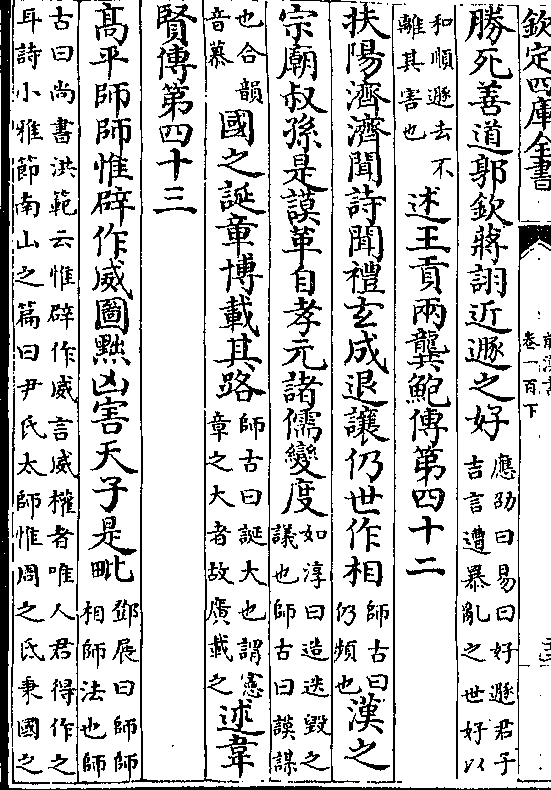 欽定四庫全書
前漢書
卷一百下
勝死善道郭欽蔣詡近遯之好應劭曰易曰好遯君子吉言遭暴亂之世好以
和順遯去不離其害也述王貢兩龔鮑傳第四十二
扶陽濟濟聞詩聞禮玄成退讓仍世作相師古曰仍頻也漢之
宗廟叔孫是謨革自孝元諸儒變度如淳曰造迭毀之議也師古曰謨謀
也合韻音慕國之誕章博載其路師古曰誕大也謂憲章之大者故廣載之述韋
賢傳第四十三
高平師師惟辟作威圖黜凶害天子是毗鄧展曰師師相師法也師
古曰尚書洪範云惟辟作威言威權者唯人君得作之耳詩小雅節南山之篇曰尹氏太師惟周之氐秉國之